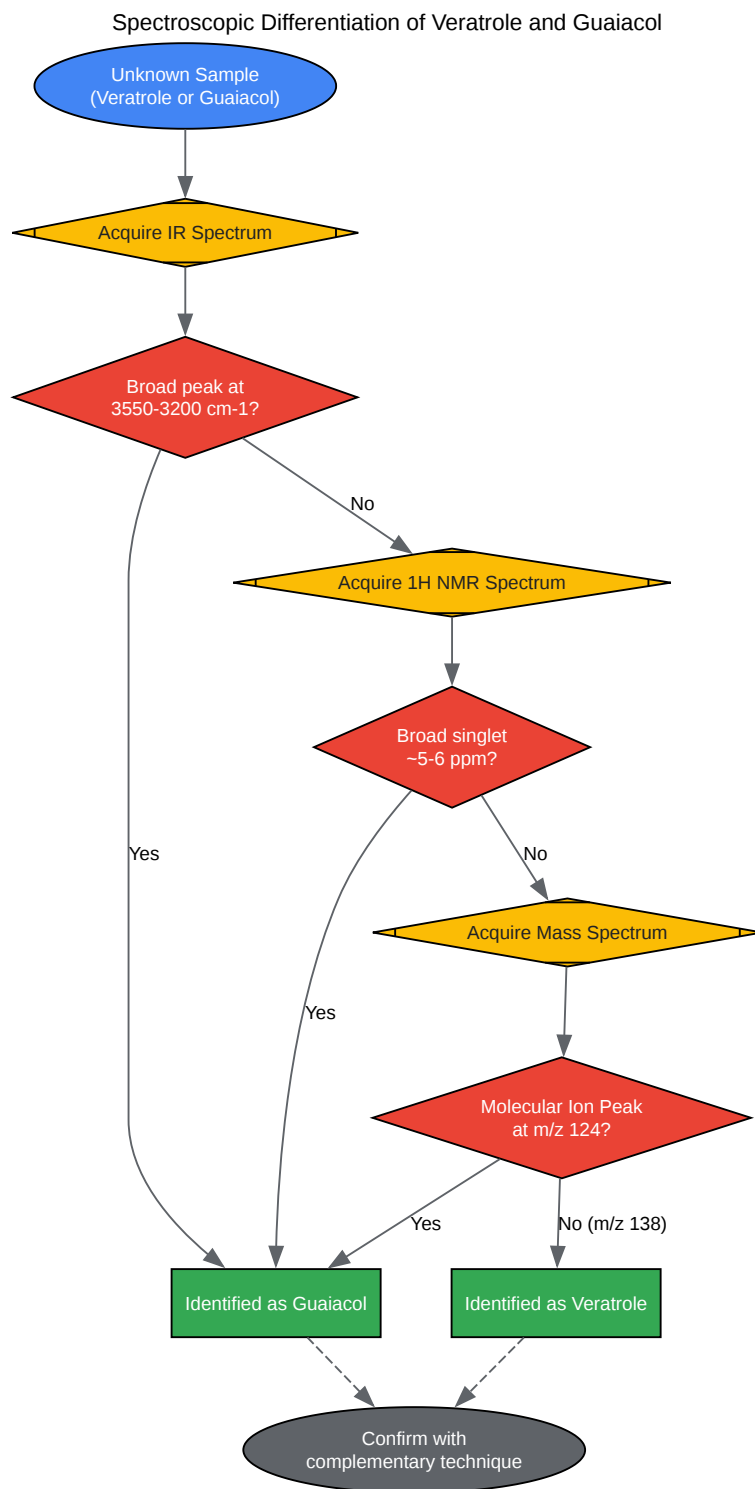 Spectroscopic Differentiation of Veratrole and Guaiacol
Unknown Sample
(Veratrole or Guaiacol)
Acquire IR Spectrum
Broad peak at
3550-3200 cm-1?
No
Acquire 1H NMR Spectrum
Broad singlet
~5-6 ppm?
Yes
No
Acquire Mass Spectrum
Yes
Molecular Ion Peak
at m/z 124?
Yes
No (m/z 138)
Identified as Guaiacol
Identified as Veratrole
Confirm with
complementary technique